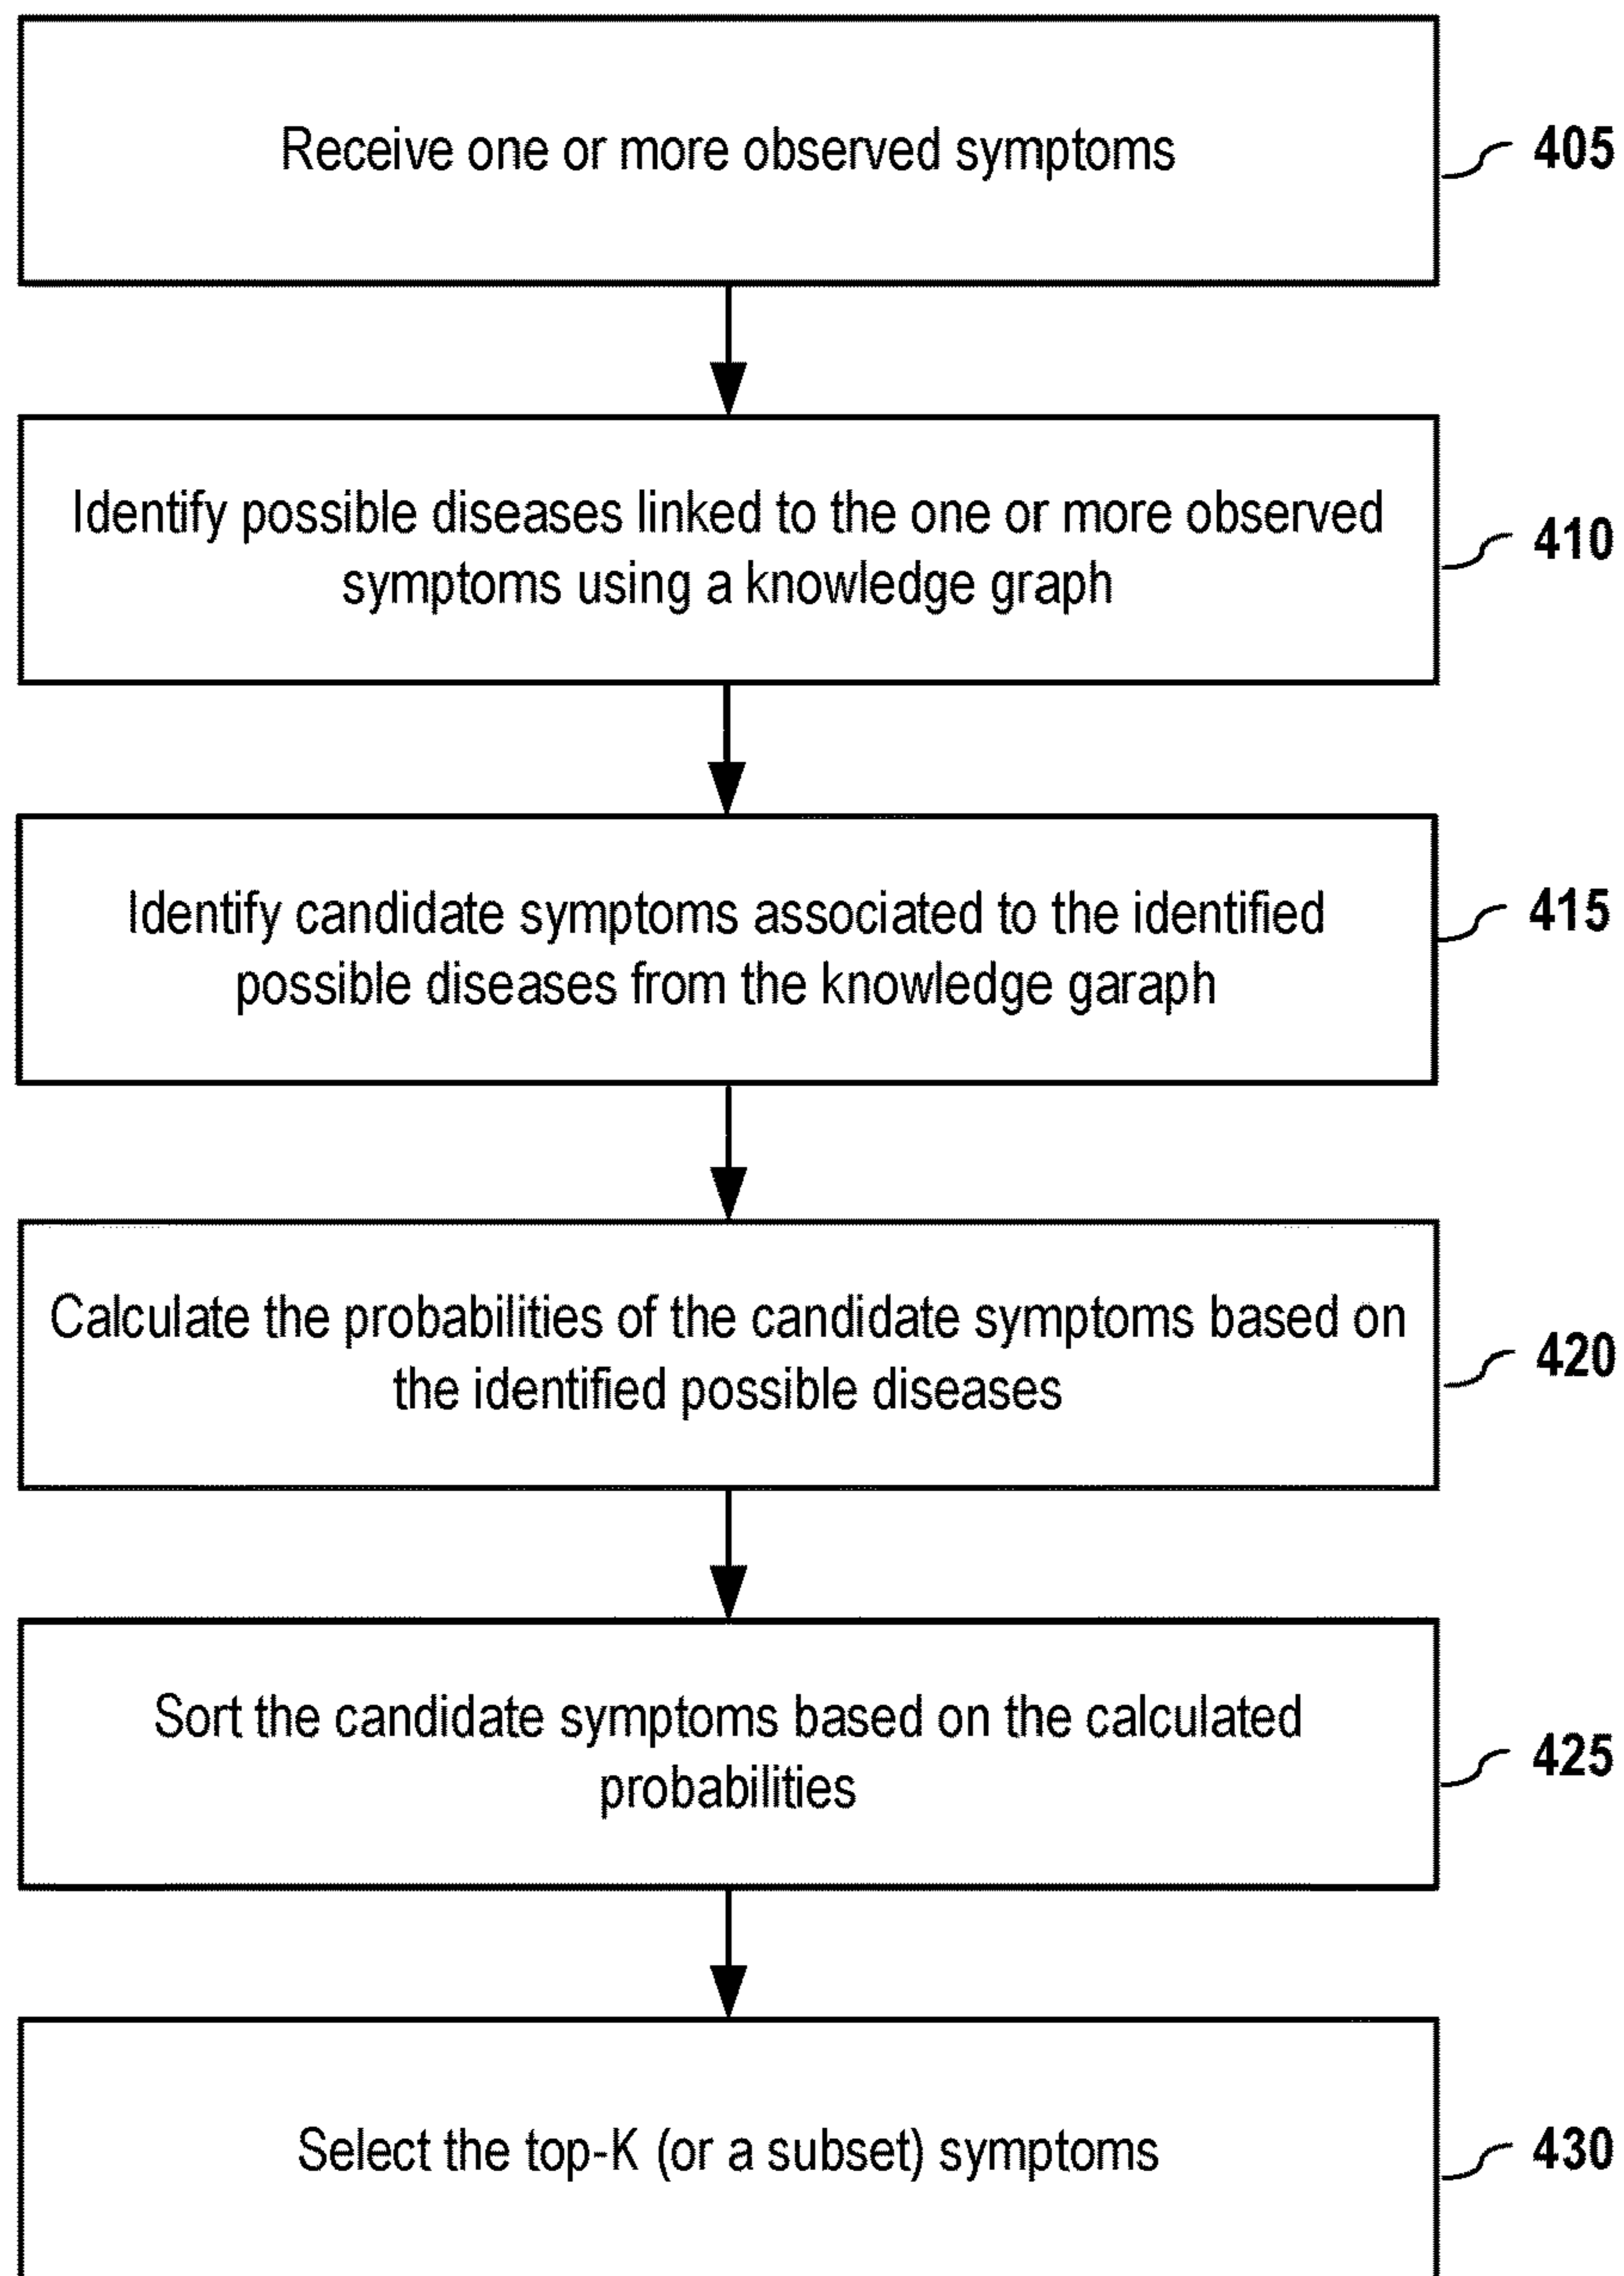 Receive one or more observed symptoms
405
Identify possible diseases linked to the one or more observed
symptoms using a knowledge graph
410
Identify candidate symptoms associated to the identified
possible diseases from the knowledge garaph
415
Calculate the probabilities of the candidate symptoms based on
the identified possible diseases
420
Sort the candidate symptoms based on the calculated
probabilities
425
Select the top-K (or a subset) symptoms
430